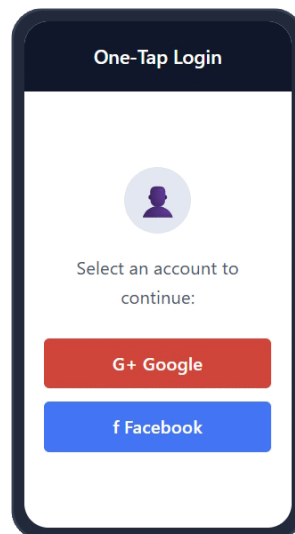 One-Tap Login
Select an account to
continue:
G+ Google
f Facebook